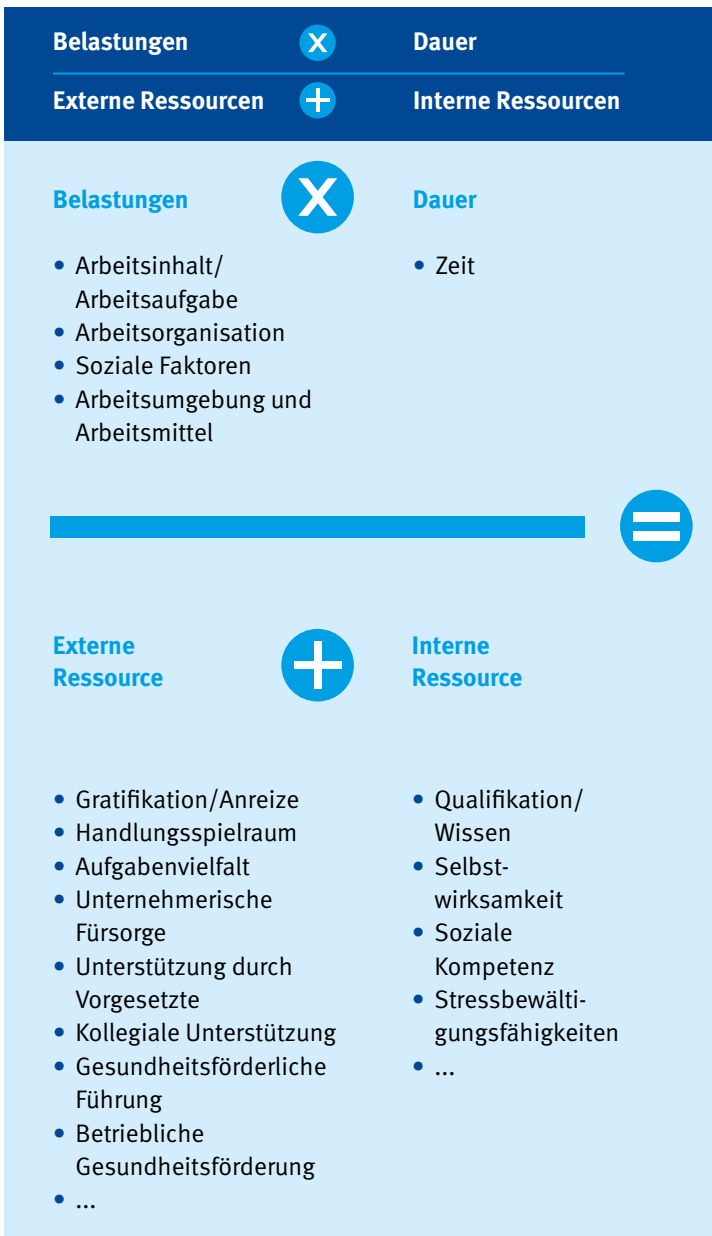 Belastungen x Dauer
Externe Ressourcen + Interne Ressourcen
Belastungen X Dauer
• Arbeitsinhalt/
Arbeitsaufgabe
• Arbeitsorganisation
• Soziale Faktoren
• Arbeitsumgebung und
Arbeitsmittel
• Zeit
=
Externe
Ressource
+
Interne
Ressource
• Gratifikation/Anreize
• Handlungsspielraum
• Aufgabenvielfalt
• Unternehmerische
Fürsorge
• Unterstützung durch
Vorgesetzte
• Kollegiale Unterstützung
• Gesundheitsförderliche
Führung
• Betriebliche
Gesundheitsförderung
• ...
• Qualifikation/
Wissen
• Selbst-
wirksamkeit
• Soziale
Kompetenz
• Stressbewälti-
gungsfähigkeiten
• ...